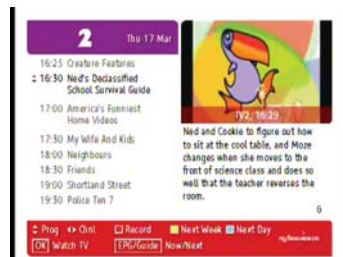 2 Thu 17 Mar
16:25 Creature Features
16:30 Ned's Declassified
School Survival Guide
17:00 America's Funniest
Home Videos
17:30 My Wife And Kids
18:00 Neighbours
18:30 Friends
19:00 Shortland Street
19:30 Police Ten 7
TV2, 16:29
Ned and Cookie to figure out how
to sit at the cool table, and Moze
changes when she moves to the
front of science class and does so
well that the teacher reverses the
room.
6
Prog Chnl Record Next Week Next Day
OK Watch TV EPG/Guide Now/Next
myfreeview